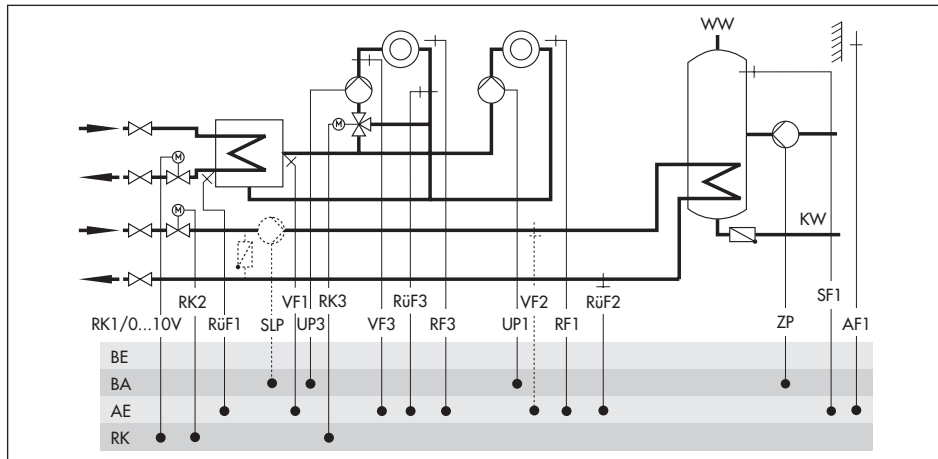 WW
M
M
M
KW
RK2
VF1
RK3
RüF3
VF2
RüF2
SF1
RK1/0...10V
RüF1
SLP
UP3
VF3
RF3
UP1
RF1
ZP
AF1
BE
BA
AE
RK